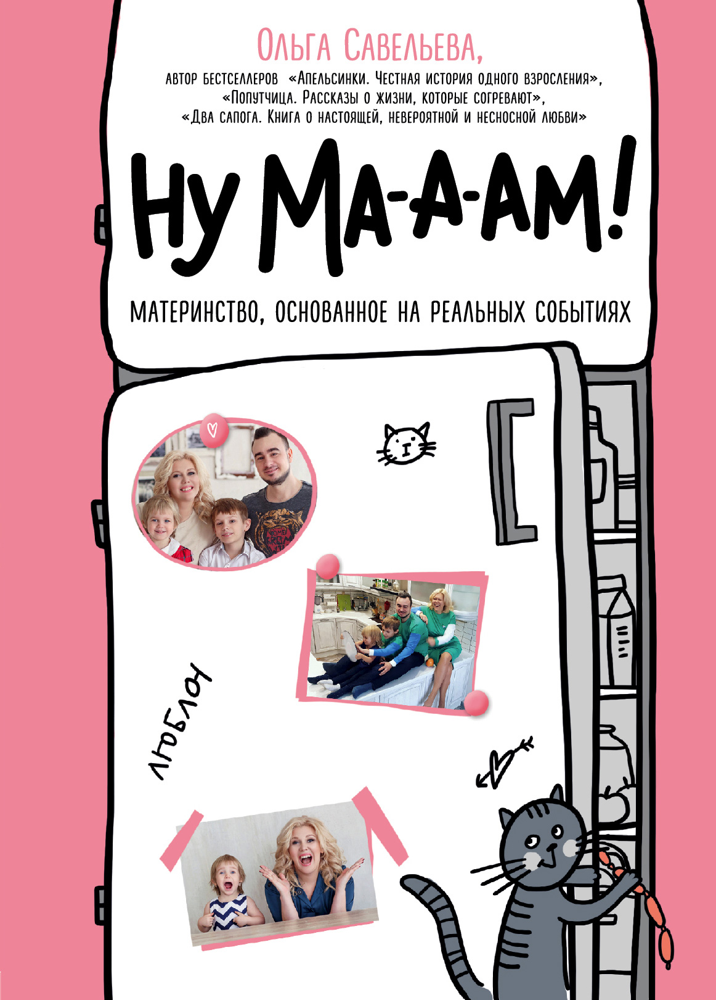 Ольга Савельева,
автор бестселлеров «Апельсинки. Честная история одного взросления»,
«Попутчица. Рассказы о жизни, которые согревают»,
«Два сапога. Книга о настоящей, невероятной и несносной любви»
Ну Ма-а-ам!
материнство, основанное на реальных событиях
люблю